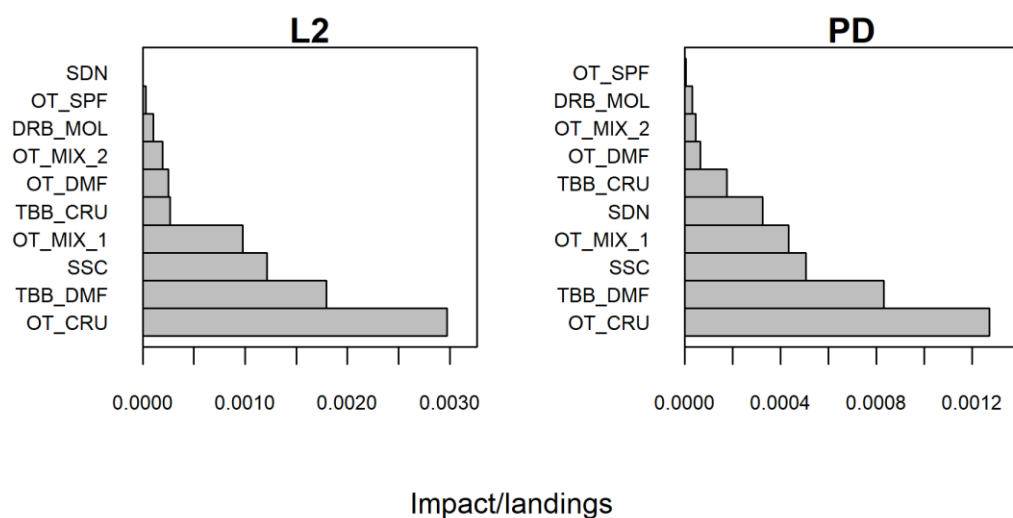 L2
SDN
OT_SPF
DRB_MOL
OT_MIX_2
OT_DMF
TBB_CRU
OT_MIX_1
SSC
TBB_DMF
OT_CRU
0.0000 0.0010 0.0020 0.0030
PD
OT_SPF
DRB_MOL
OT_MIX_2
OT_DMF
TBB_CRU
SDN
OT_MIX_1
SSC
TBB_DMF
OT_CRU
0.0000 0.0004 0.0008 0.0012
Impact/landings